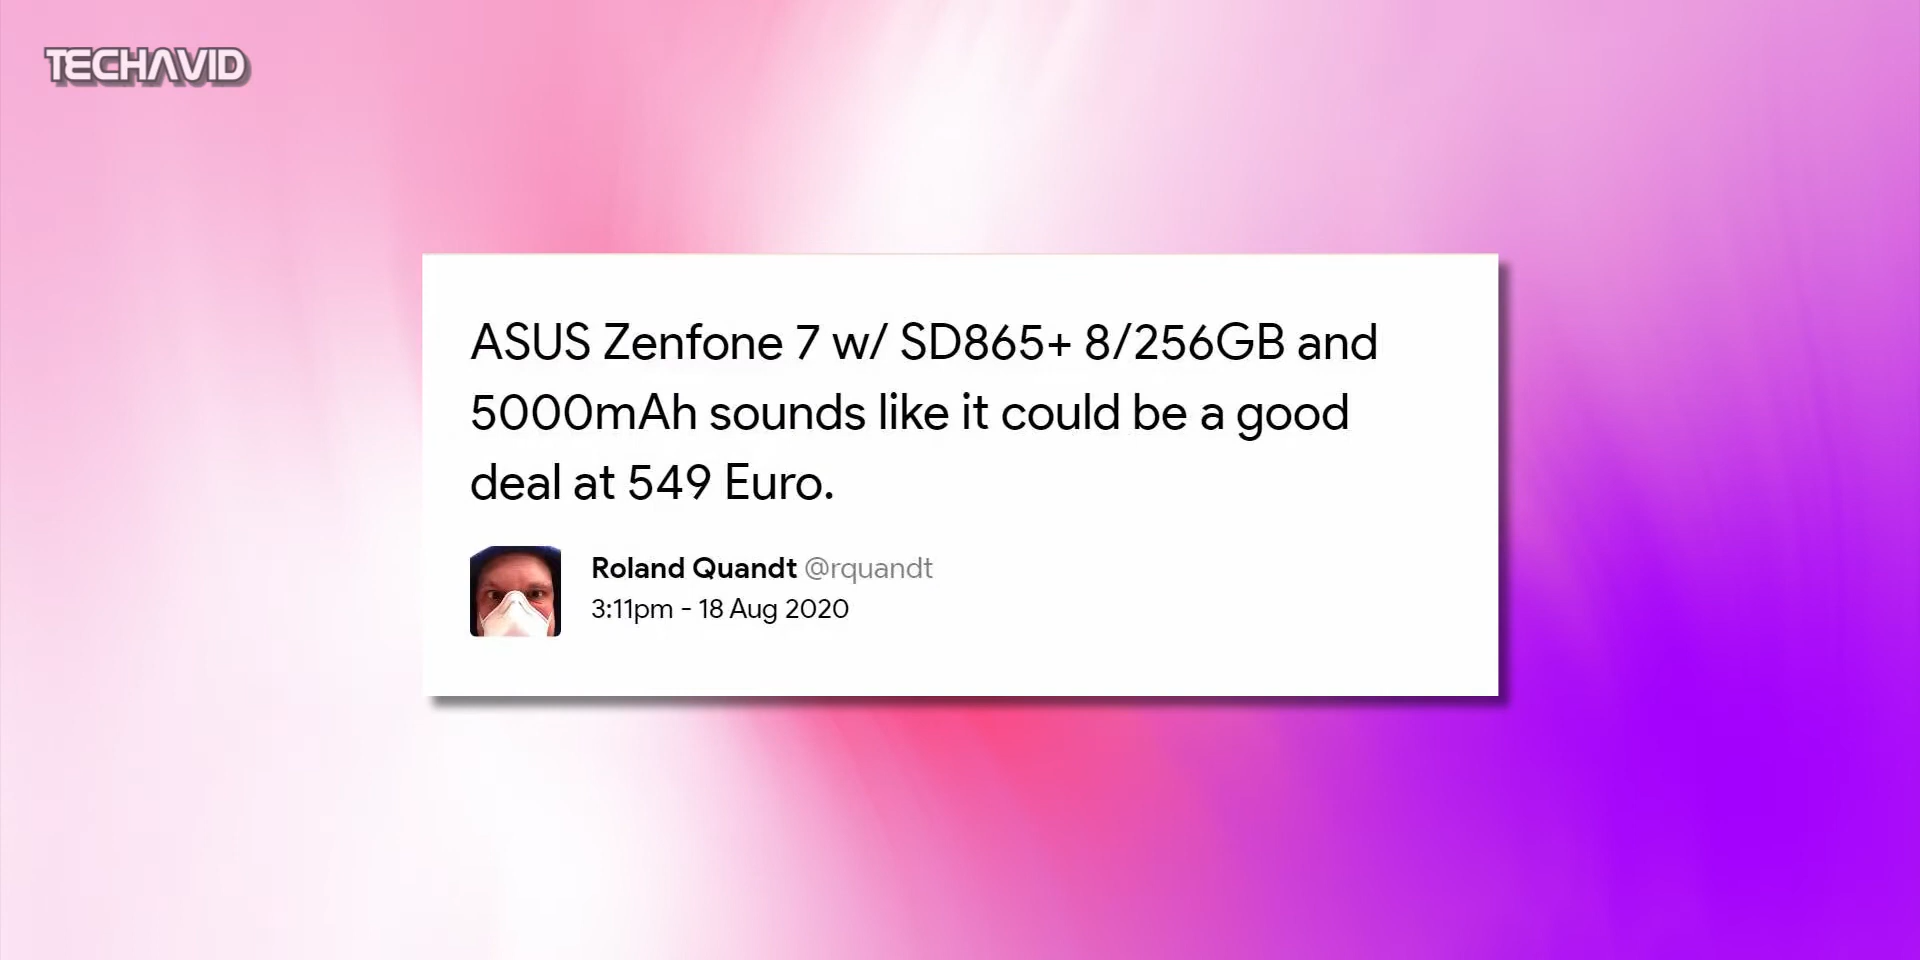 TECHAVID
ASUS Zenfone 7 w/ SD865+ 8/256GB and
5000mAh sounds like it could be a good
deal at 549 Euro.
Roland Quandt @rquandt
3:11pm - 18 Aug 2020